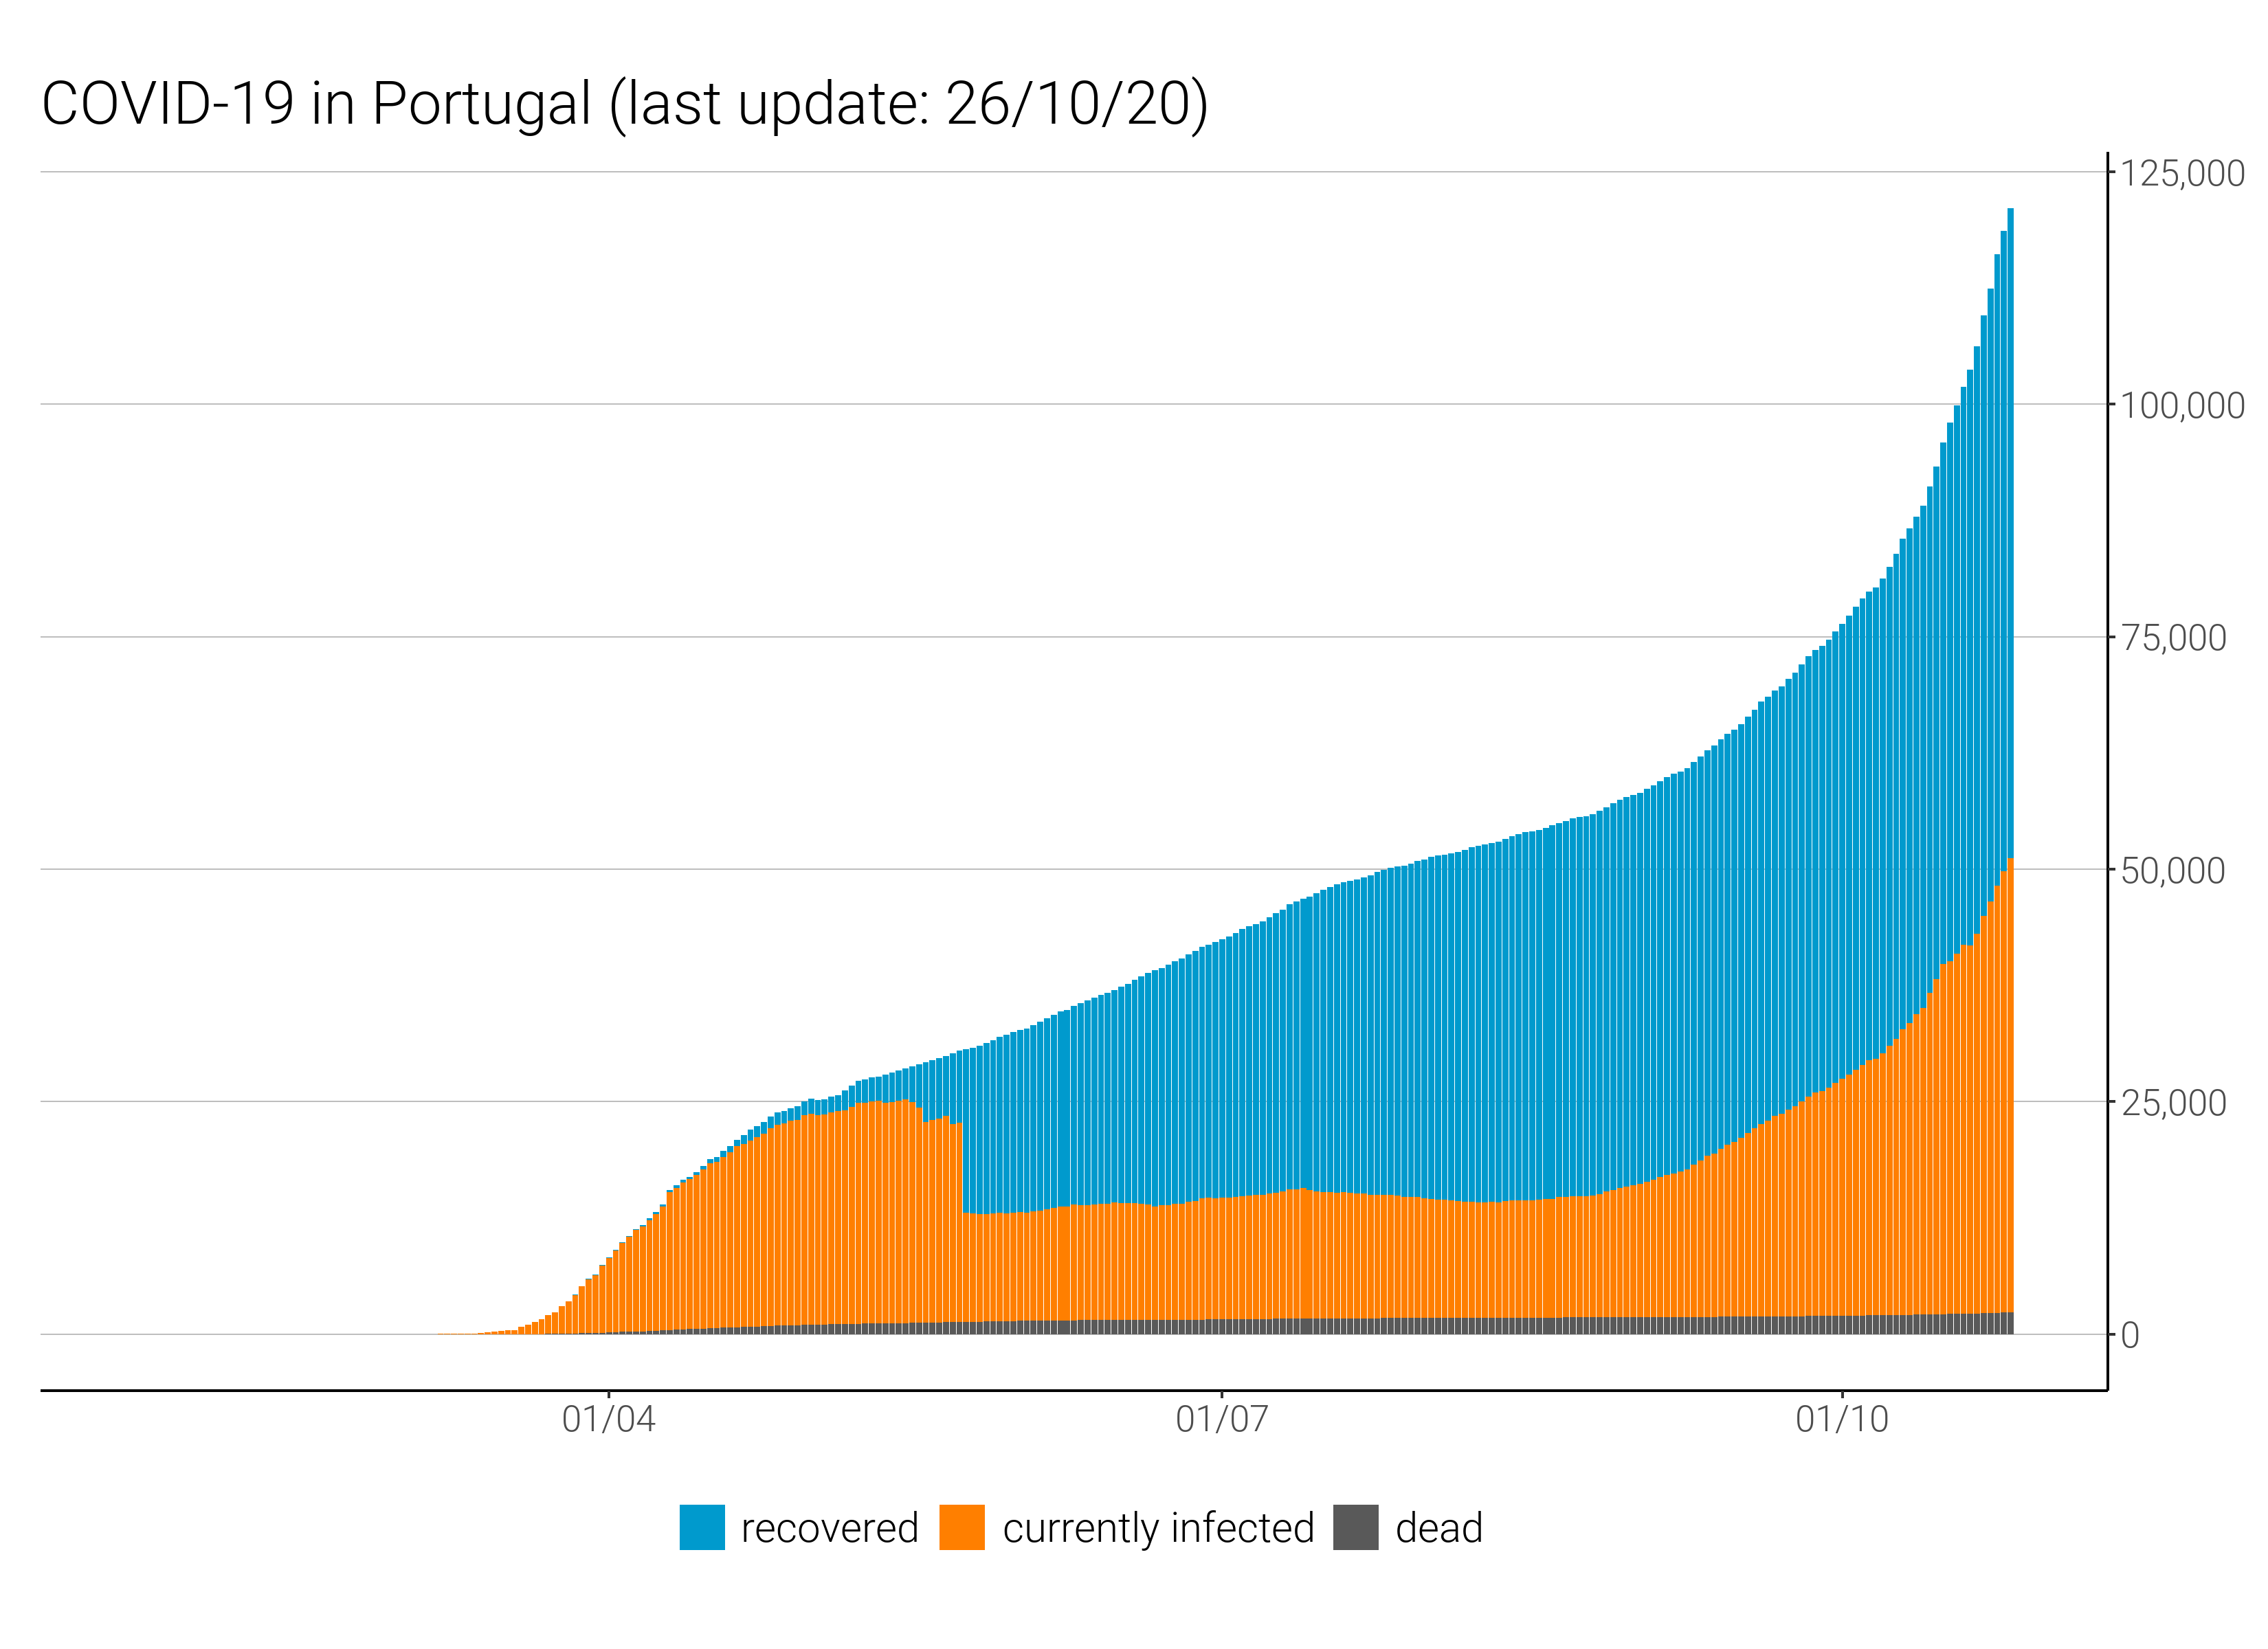 COVID-19 in Portugal (last update: 26/10/20)
125,000
100,000
75,000
50,000
25,000
0
01/04 01/07 01/10
recovered currently infected dead